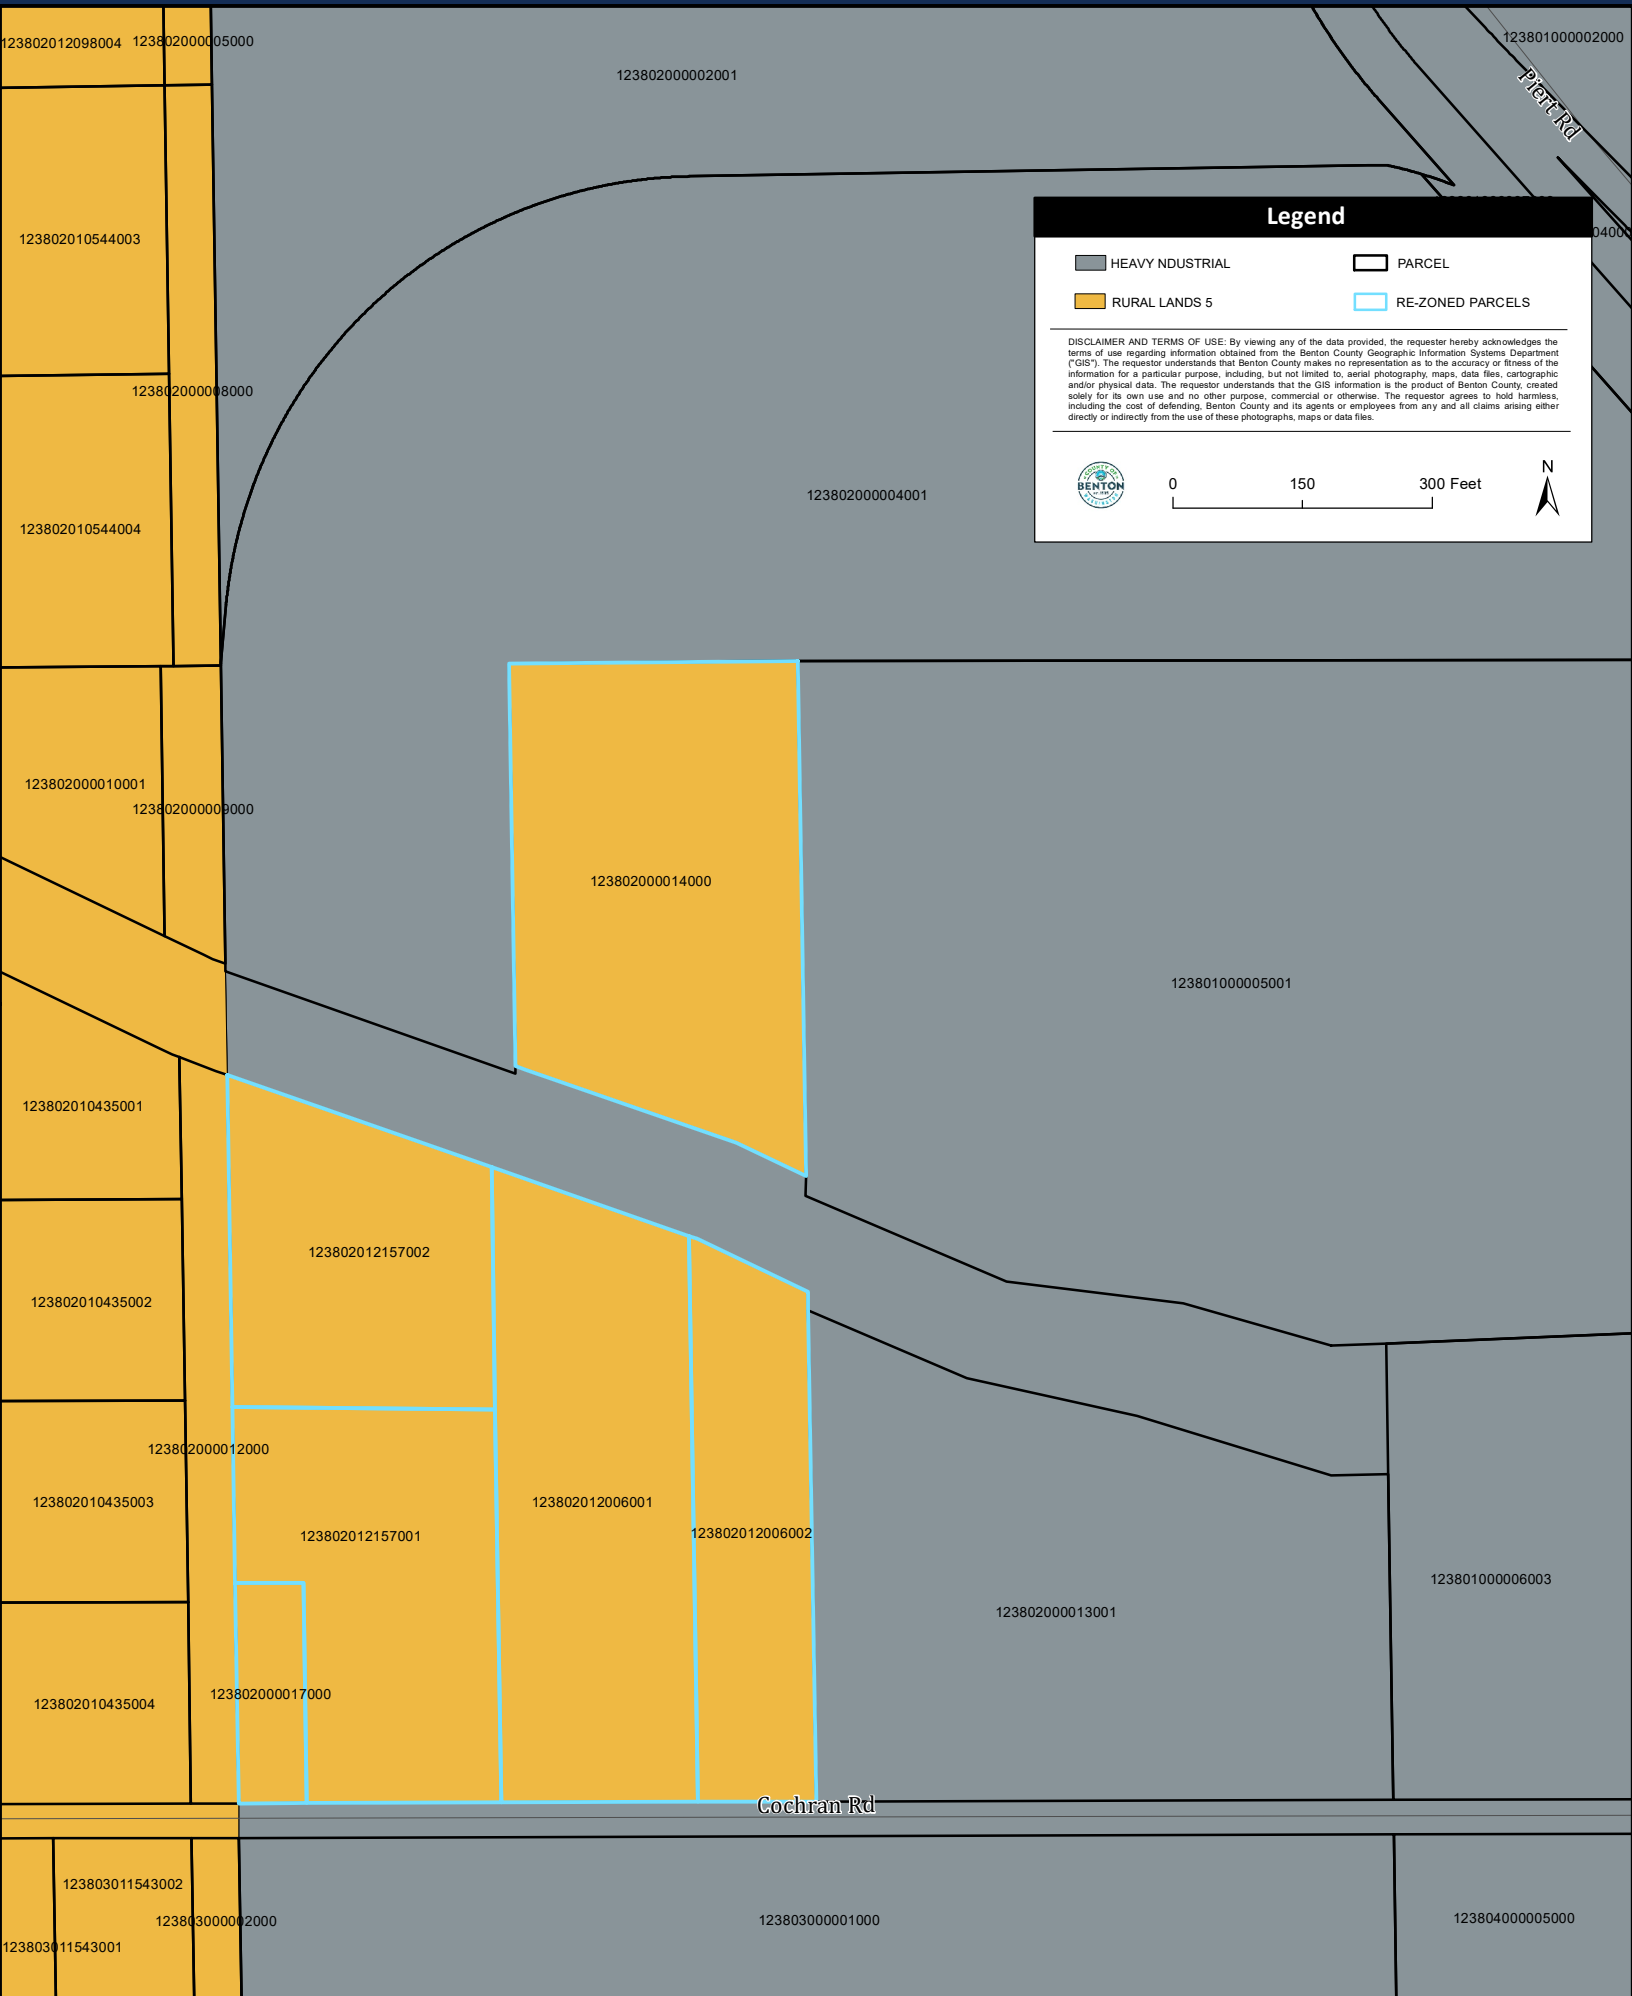 123802012098004
123802000005000
123802000002001
123801000002000
Piert Rd
123802010544003
Legend
HEAVY NDUSTRIAL
PARCEL
RURAL LANDS 5
RE-ZONED PARCELS
DISCLAIMER AND TERMS OF USE: By viewing any of the data provided, the requester hereby acknowledges the
terms of use regarding information obtained from the Benton County Geographic Information Systems Department
("GIS"). The requestor understands that Benton County makes no representation as to the accuracy or fitness of the
information for a particular purpose, including, but not limited to, aerial photography, maps, data files, cartographic
and/or physical data. The requestor understands that the GIS information is the product of Benton County, created
solely for its own use and no other purpose, commercial or otherwise. The requestor agrees to hold harmless,
including the cost of defending, Benton County and its agents or employees from any and all claims arising either
directly or indirectly from the use of these photographs, maps or data files.
COUNTY OF
BENTON
WASHINGTON
0 150 300 Feet
N
123802000008000
123802010544004
123802000004001
123802000010001
123802000009000
123802000014000
123801000005001
123802010435001
123802012157002
123802010435002
123802000012000
123802010435003
123802012006001
123802012157001
123802012006002
123801000006003
123802000013001
123802000017000
123802010435004
Cochran Rd
123803011543002
123803000002000
123803000001000
123804000005000
123803011543001